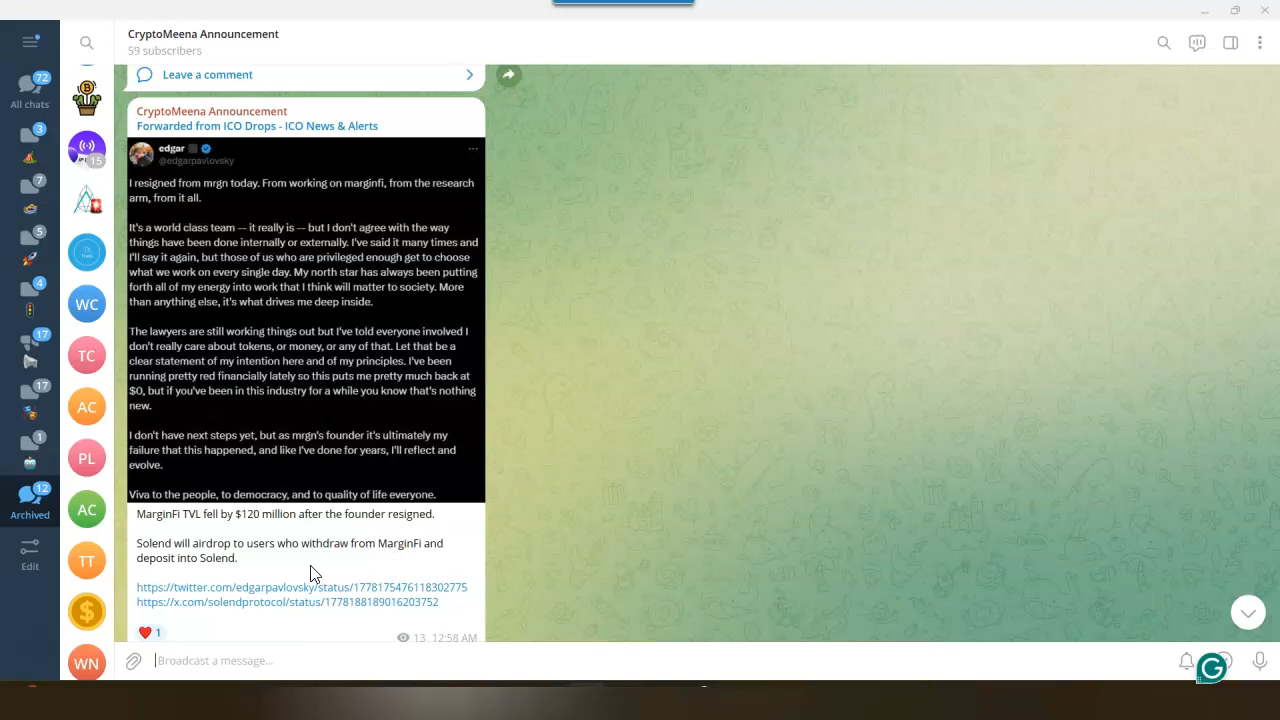 CryptoMeena Announcement
59 subscribers
72
All chats
3
7
5
4
17
17
1
12
Archived
Edit
15
WC
TC
AC
PL
AC
TT
WN
Leave a comment
CryptoMeena Announcement
Forwarded from ICO Drops - ICO News & Alerts
edgar
@edgarpavlovsky
I resigned from mrgn today. From working on marginfi, from the research
arm, from it all.
It's a world class team -- it really is -- but I don't agree with the way
things have been done internally or externally. I've said it many times and
I'll say it again, but those of us who are privileged enough get to choose
what we work on every single day. My north star has always been putting
forth all of my energy into work that I think will matter to society. More
than anything else, it's what drives me deep inside.
The lawyers are still working things out but I've told everyone involved I
don't really care about tokens, or money, or any of that. Let that be a
clear statement of my intention here and of my principles. I've been
running pretty red financially lately so this puts me pretty much back at
$0, but if you've been in this industry for a while you know that's nothing
new.
I don't have next steps yet, but as mrgn's founder it's ultimately my
failure that this happened, and like I've done for years, I'll reflect and
evolve.
Viva to the people, to democracy, and to quality of life everyone.
MarginFi TVL fell by $120 million after the founder resigned.
Solend will airdrop to users who withdraw from MarginFi and
deposit into Solend.
https://twitter.com/edgarpavlovsky/status/1778175476118302775
https://x.com/solendprotocol/status/1778188189016203752
1
13 12:58 AM
Broadcast a message...